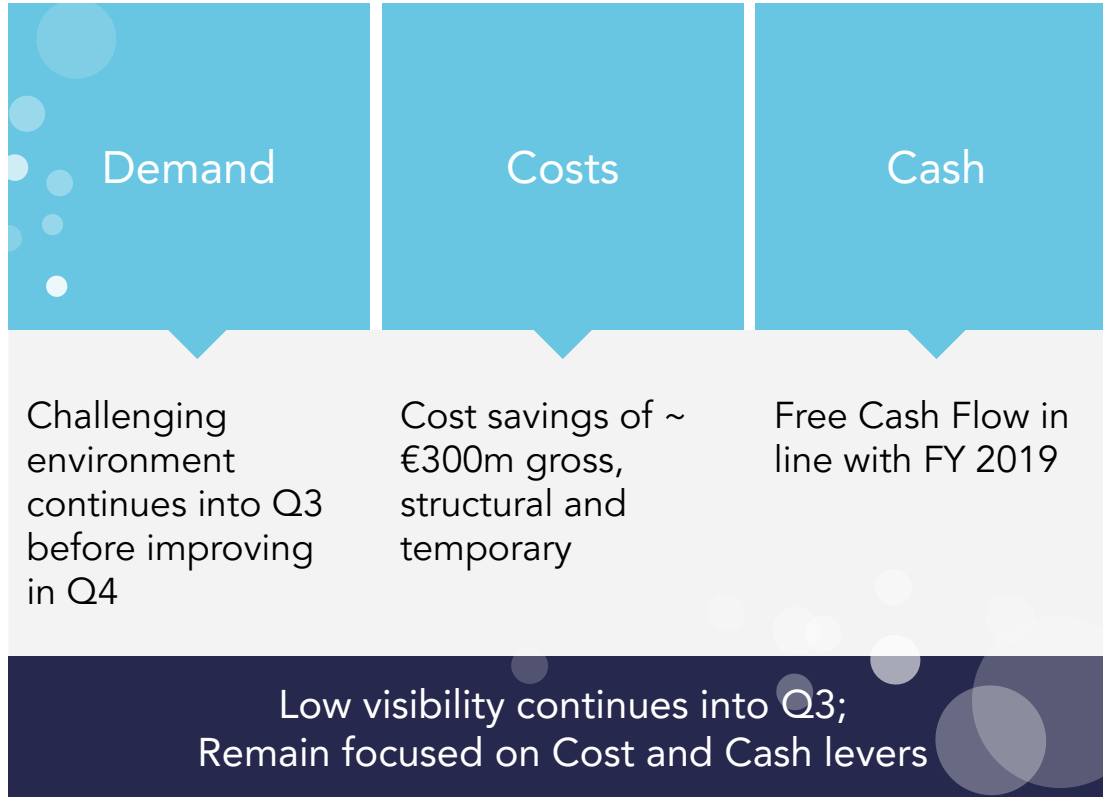 Demand
Costs
Cash
Challenging
environment
continues into Q3
before improving
in Q4
Cost savings of ~
€300m gross,
structural and
temporary
Free Cash Flow in
line with FY 2019
Low visibility continues into Q3;
Remain focused on Cost and Cash levers